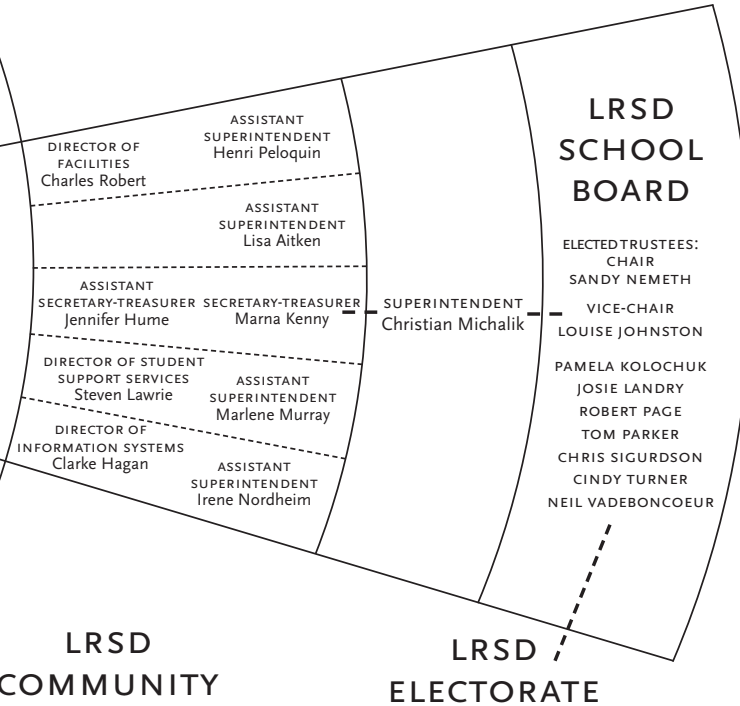 DIRECTOR OF
FACILITIES
Charles Robert
ASSISTANT
SUPERINTENDENT
Henri Peloquin
ASSISTANT
SUPERINTENDENT
Lisa Aitken
ASSISTANT
SECRETARY-TREASURER
Jennifer Hume
SECRETARY-TREASURER
Marna Kenny
DIRECTOR OF STUDENT
SUPPORT SERVICES
Steven Lawrie
ASSISTANT
SUPERINTENDENT
Marlene Murray
DIRECTOR OF
INFORMATION SYSTEMS
Clarke Hagan
ASSISTANT
SUPERINTENDENT
Irene Nordheim
SUPERINTENDENT
Christian Michalik
LRSD
SCHOOL
BOARD
ELECTED TRUSTEES:
CHAIR
SANDY NEMETH
VICE-CHAIR
LOUISE JOHNSTON
PAMELA KOLOCHUK
JOSIE LANDRY
ROBERT PAGE
TOM PARKER
CHRIS SIGURDSON
CINDY TURNER
NEIL VADEBONCOEUR
LRSD
COMMUNITY
LRSD
ELECTORATE